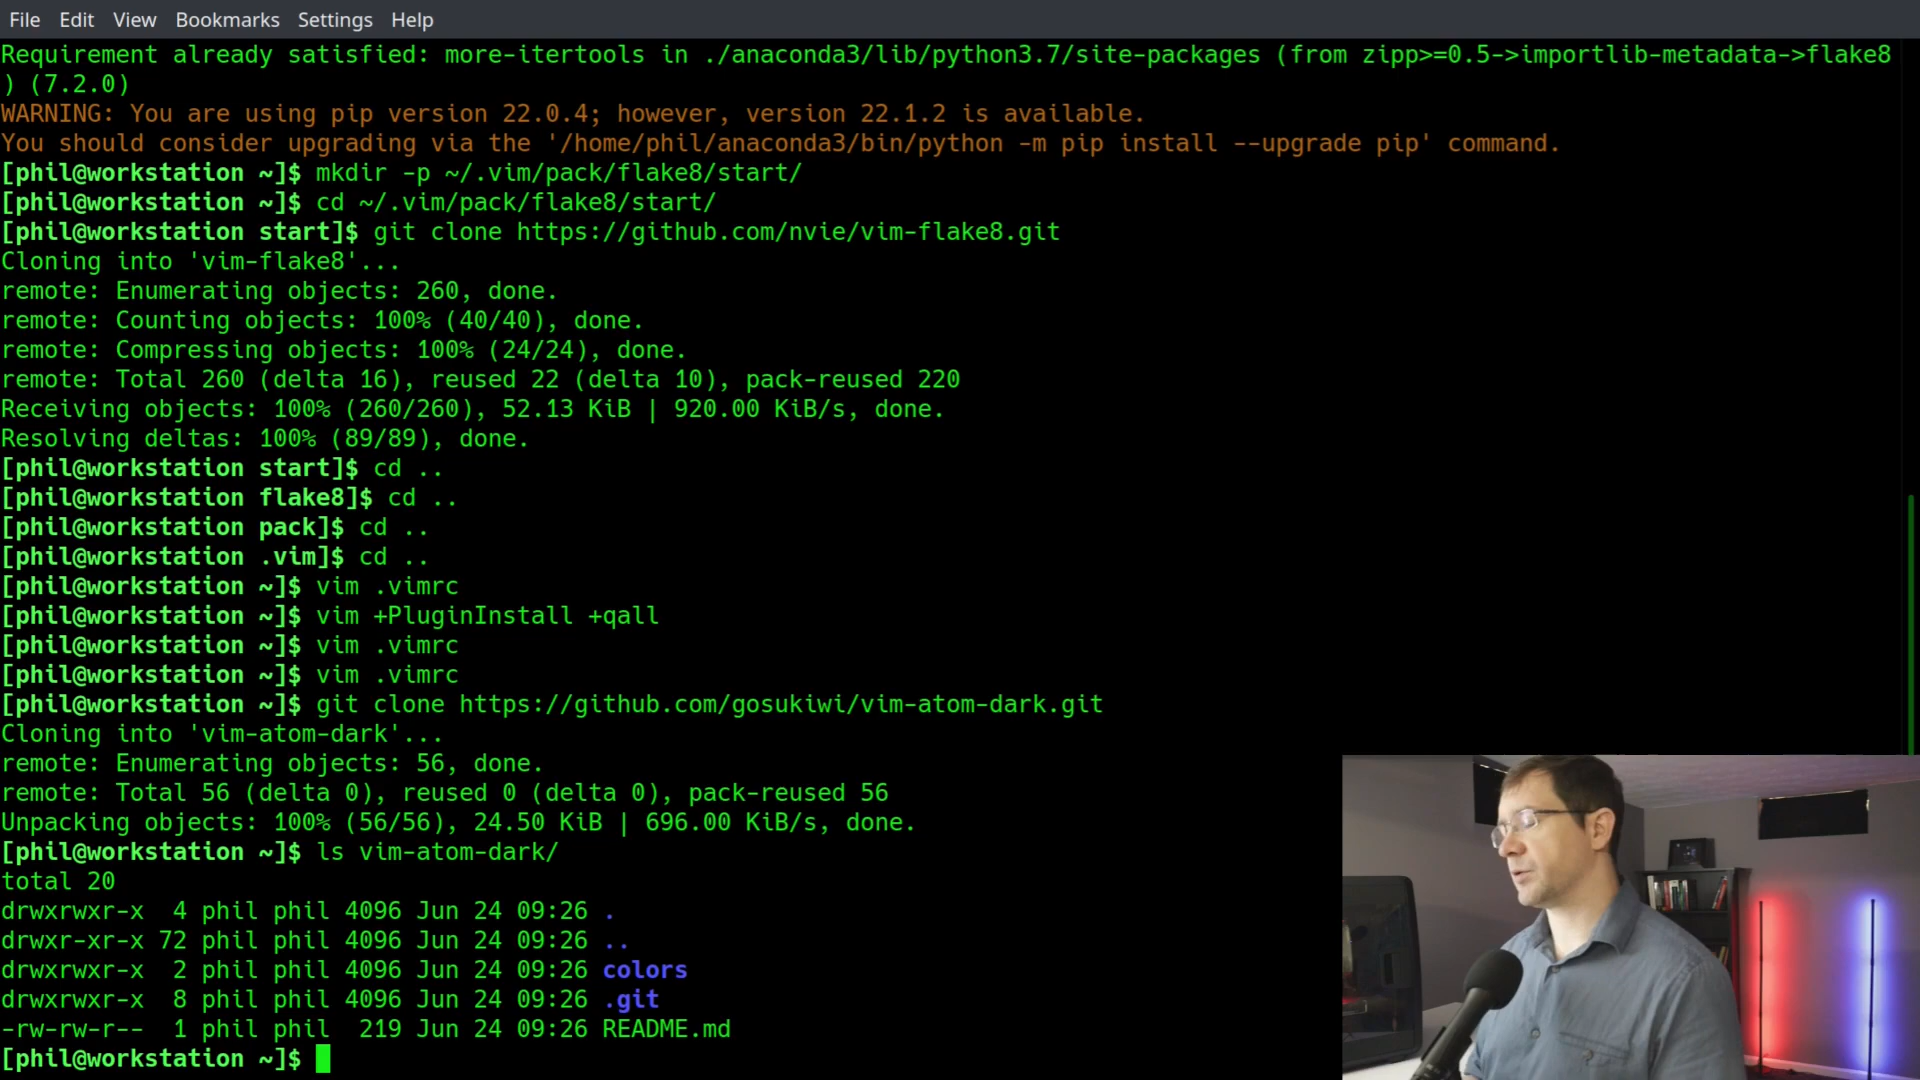 File Edit View Bookmarks Settings Help
Requirement already satisfied: more-itertools in ./anaconda3/lib/python3.7/site-packages (from zipp>=0.5->importlib-metadata->flake8
) (7.2.0)
WARNING: You are using pip version 22.0.4; however, version 22.1.2 is available.
You should consider upgrading via the '/home/phil/anaconda3/bin/python -m pip install --upgrade pip' command.
[phil@workstation ~]$ mkdir -p ~/.vim/pack/flake8/start/
[phil@workstation ~]$ cd ~/.vim/pack/flake8/start/
[phil@workstation start]$ git clone https://github.com/nvie/vim-flake8.git
Cloning into 'vim-flake8'...
remote: Enumerating objects: 260, done.
remote: Counting objects: 100% (40/40), done.
remote: Compressing objects: 100% (24/24), done.
remote: Total 260 (delta 16), reused 22 (delta 10), pack-reused 220
Receiving objects: 100% (260/260), 52.13 KiB | 920.00 KiB/s, done.
Resolving deltas: 100% (89/89), done.
[phil@workstation start]$ cd ..
[phil@workstation flake8]$ cd ..
[phil@workstation pack]$ cd ..
[phil@workstation .vim]$ cd ..
[phil@workstation ~]$ vim .vimrc
[phil@workstation ~]$ vim +PluginInstall +qall
[phil@workstation ~]$ vim .vimrc
[phil@workstation ~]$ vim .vimrc
[phil@workstation ~]$ git clone https://github.com/gosukiwi/vim-atom-dark.git
Cloning into 'vim-atom-dark'...
remote: Enumerating objects: 56, done.
remote: Total 56 (delta 0), reused 0 (delta 0), pack-reused 56
Unpacking objects: 100% (56/56), 24.50 KiB | 696.00 KiB/s, done.
[phil@workstation ~]$ ls vim-atom-dark/
total 20
drwxrwxr-x  4 phil phil 4096 Jun 24 09:26 .
drwxr-xr-x 72 phil phil 4096 Jun 24 09:26 ..
drwxrwxr-x  2 phil phil 4096 Jun 24 09:26 colors
drwxrwxr-x  8 phil phil 4096 Jun 24 09:26 .git
-rw-rw-r--  1 phil phil  219 Jun 24 09:26 README.md
[phil@workstation ~]$